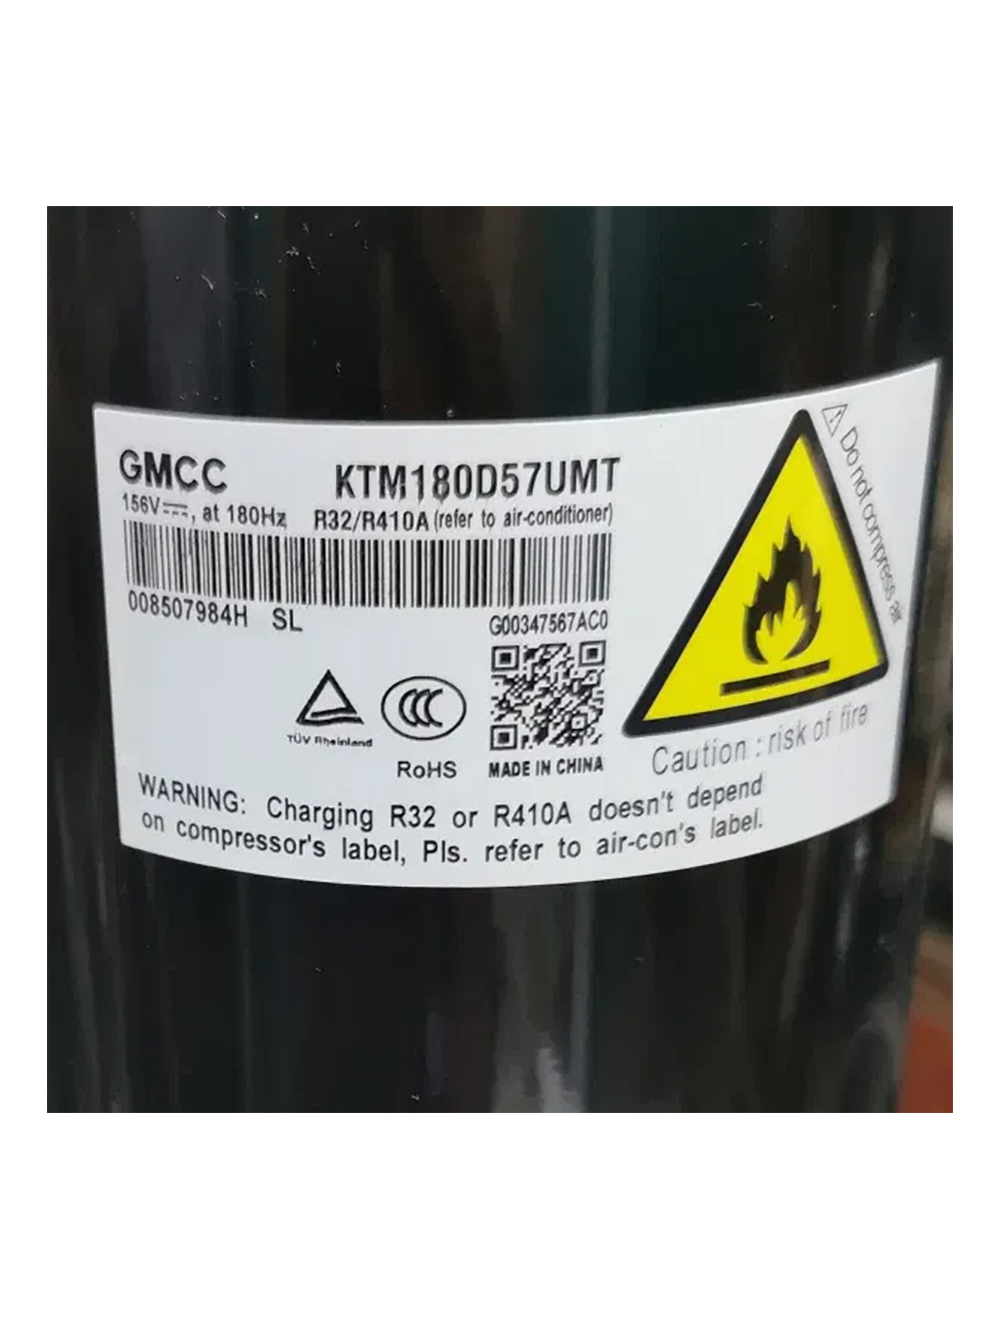 GMCC
KTM180D57UMT
156V⎓, at 180Hz
R32/R410A (refer to air-conditioner)
008507984H SL
G00347567AC0
TÜV Rheinland
RoHS
MADE IN CHINA
Do not compress air
Caution : risk of fire
WARNING: Charging R32 or R410A doesn't depend
on compressor's label, Pls. refer to air-con's label.